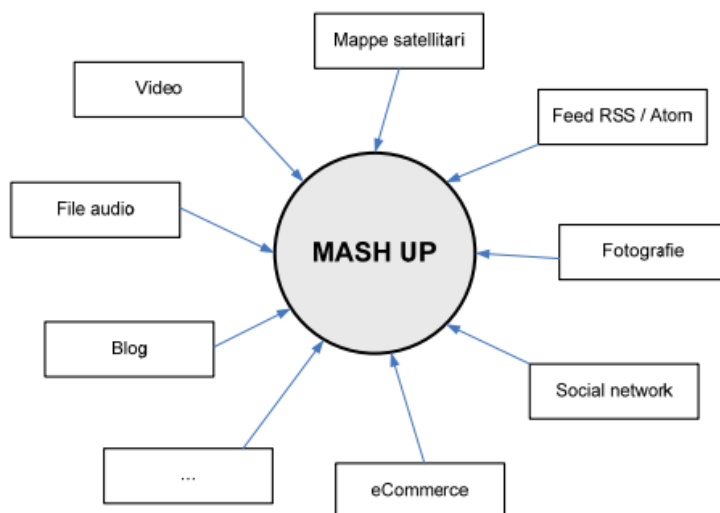 Mappe satellitari
Video
Feed RSS / Atom
File audio
MASH UP
Fotografie
Blog
Social network
...
eCommerce